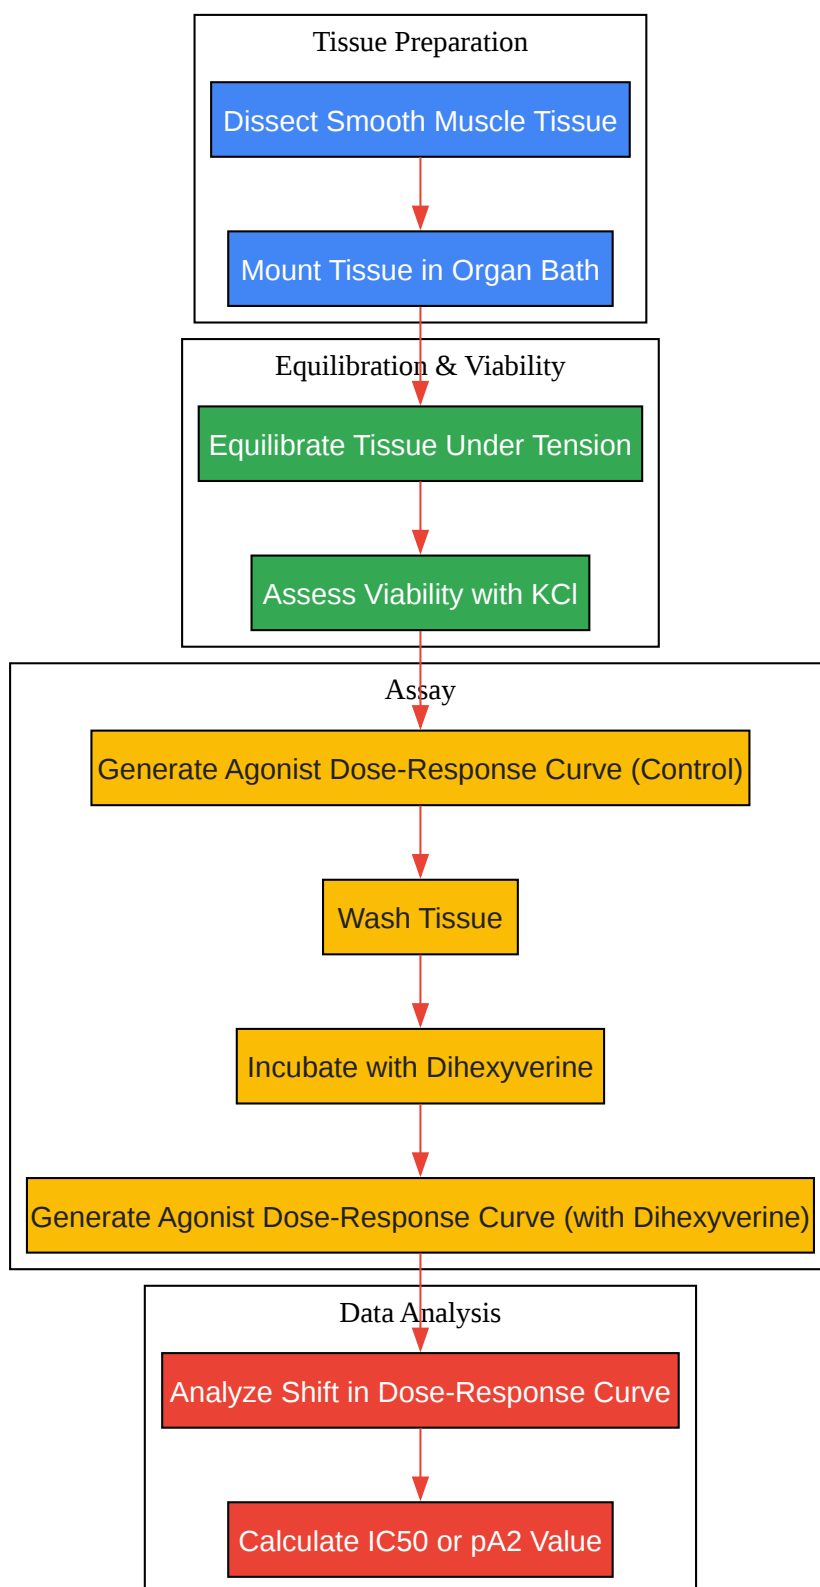 Tissue Preparation
Dissect Smooth Muscle Tissue
Mount Tissue in Organ Bath
Equilibration & Viability
Equilibrate Tissue Under Tension
Assess Viability with KCl
Assay
Generate Agonist Dose-Response Curve (Control)
Wash Tissue
Incubate with Dihexyverine
Generate Agonist Dose-Response Curve (with Dihexyverine)
Data Analysis
Analyze Shift in Dose-Response Curve
Calculate IC50 or pA2 Value